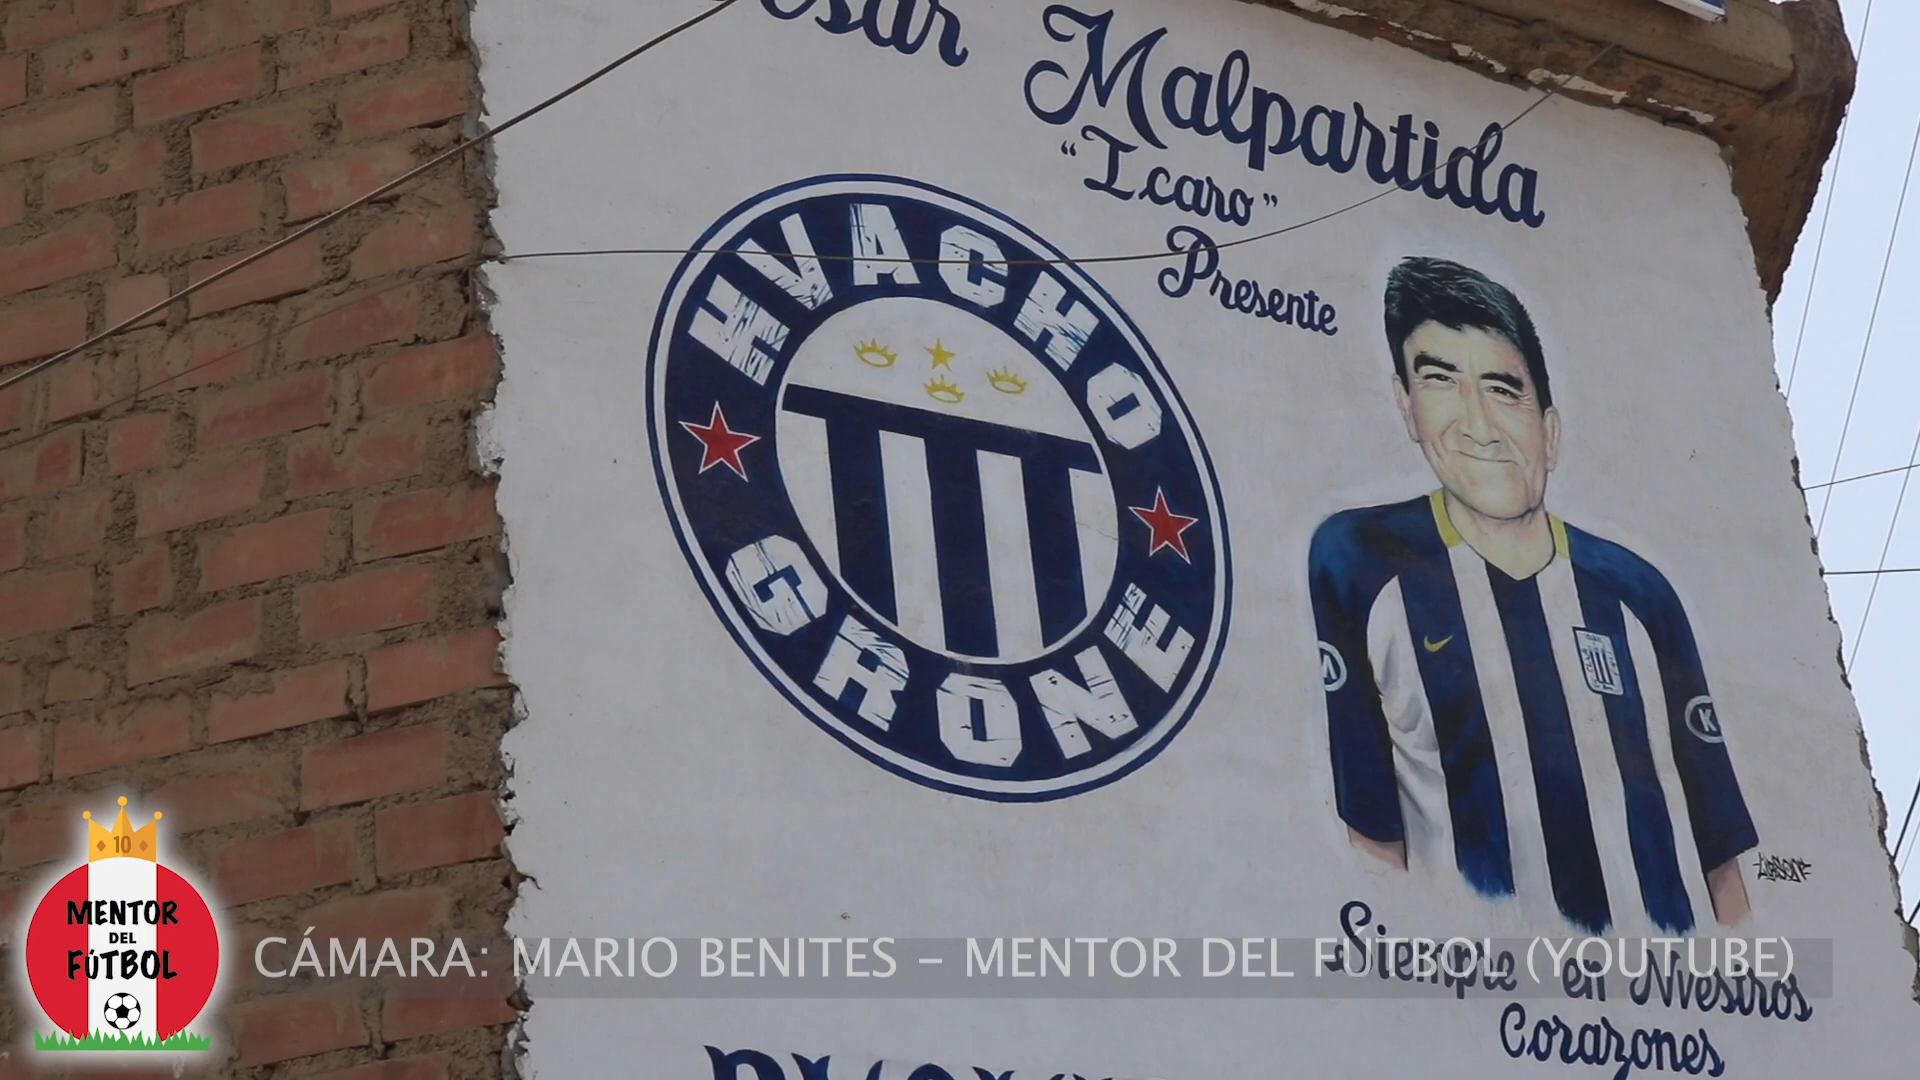 Malpartida
"Icaro"
Presente
HVACHO
GRONE
M
K
Siempre en Nvestros
Corazones
10
MENTOR
DEL
FÚTBOL
CÁMARA: MARIO BENITES - MENTOR DEL FÚTBOL (YOUTUBE)